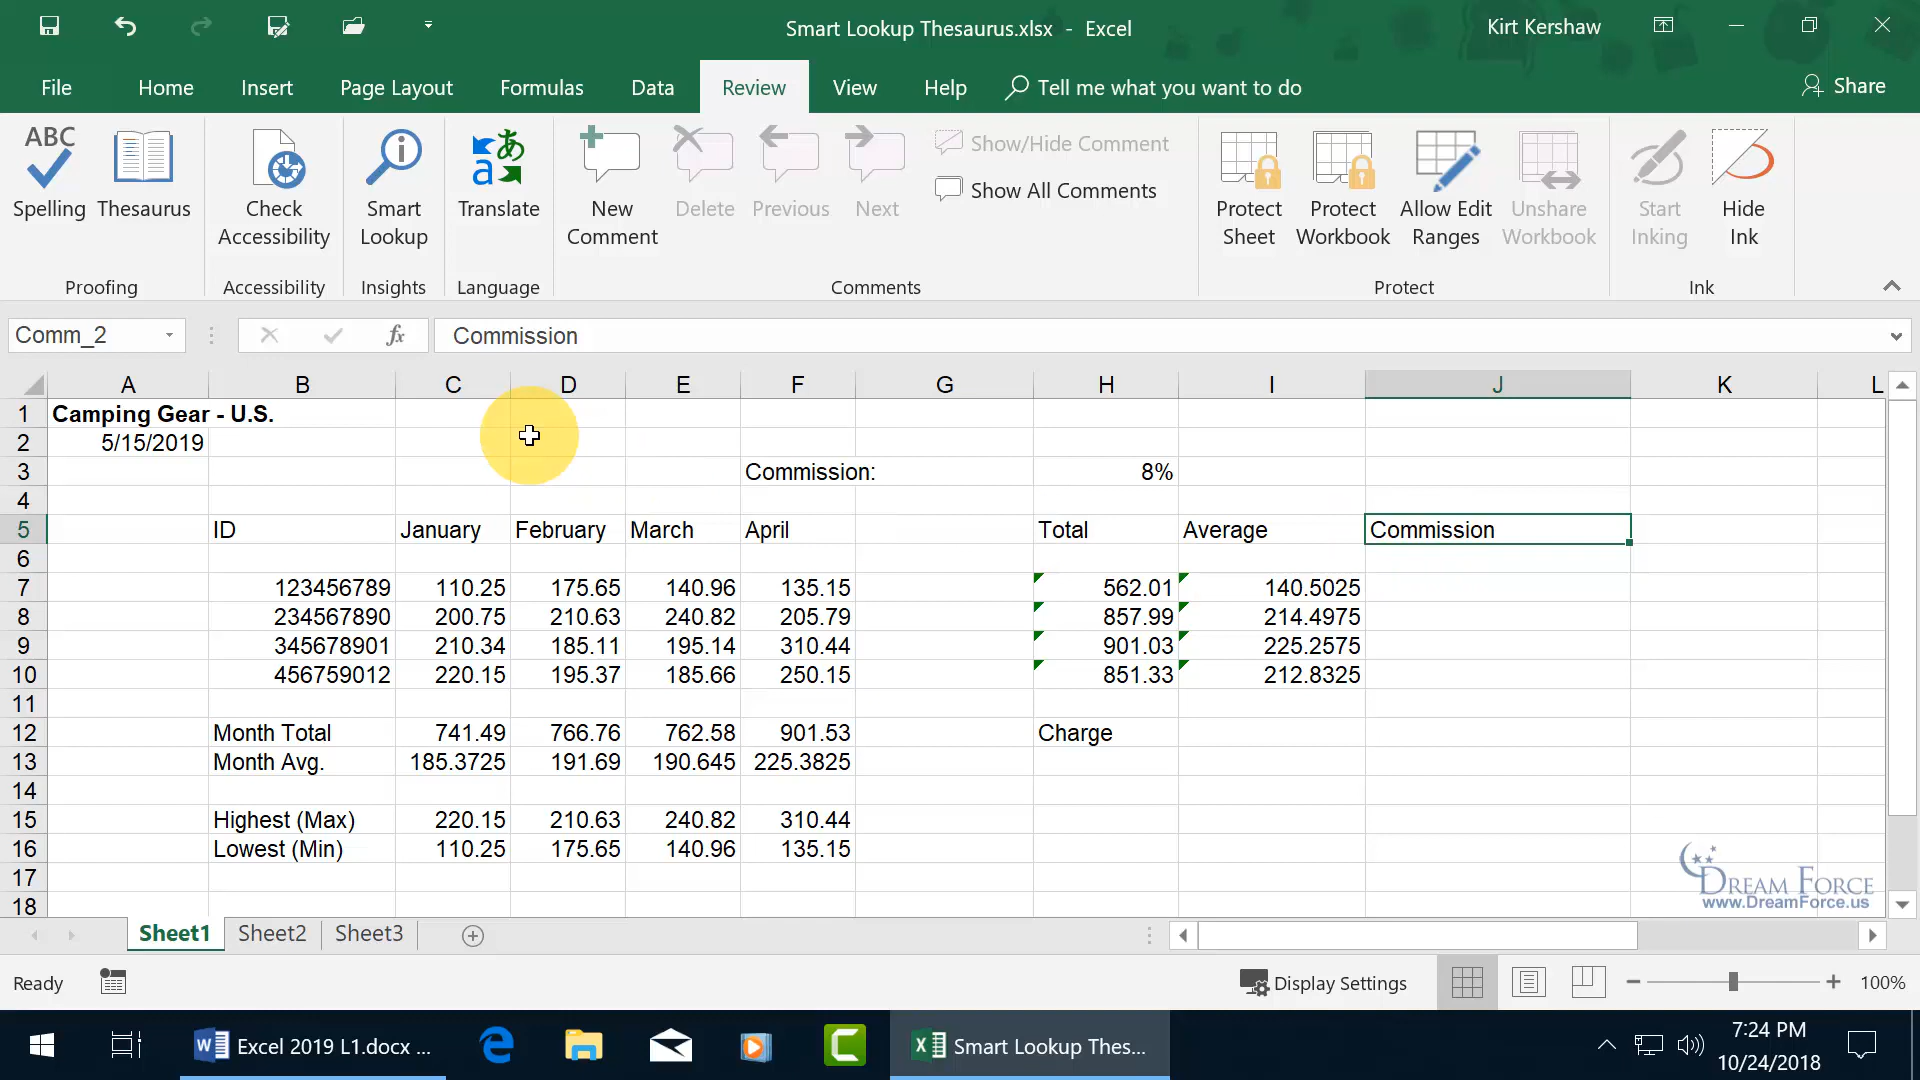 Smart Lookup Thesaurus.xlsx - Excel
Kirt Kershaw
File Home Insert Page Layout Formulas Data Review View Help Tell me what you want to do Share
ABC
Spelling Thesaurus Check Accessibility Smart Lookup Translate New Comment Delete Previous Next Show/Hide Comment
Show All Comments
Protect Sheet Protect Workbook Allow Edit Ranges Unshare Workbook Start Inking Hide Ink
Proofing Accessibility Insights Language Comments Protect Ink
Comm_2 fx Commission
A B C D E F G H I J K L
1 Camping Gear - U.S.
2 5/15/2019
3 Commission: 8%
4
5 ID January February March April Total Average Commission
6
7 123456789 110.25 175.65 140.96 135.15 562.01 140.5025
8 234567890 200.75 210.63 240.82 205.79 857.99 214.4975
9 345678901 210.34 185.11 195.14 310.44 901.03 225.2575
10 456759012 220.15 195.37 185.66 250.15 851.33 212.8325
11
12 Month Total 741.49 766.76 762.58 901.53 Charge
13 Month Avg. 185.3725 191.69 190.645 225.3825
14
15 Highest (Max) 220.15 210.63 240.82 310.44
16 Lowest (Min) 110.25 175.65 140.96 135.15
17
18
DREAM FORCE
www.DreamForce.us
Sheet1 Sheet2 Sheet3
Ready Display Settings 100%
Excel 2019 L1.docx ... Smart Lookup Thes...
7:24 PM
10/24/2018